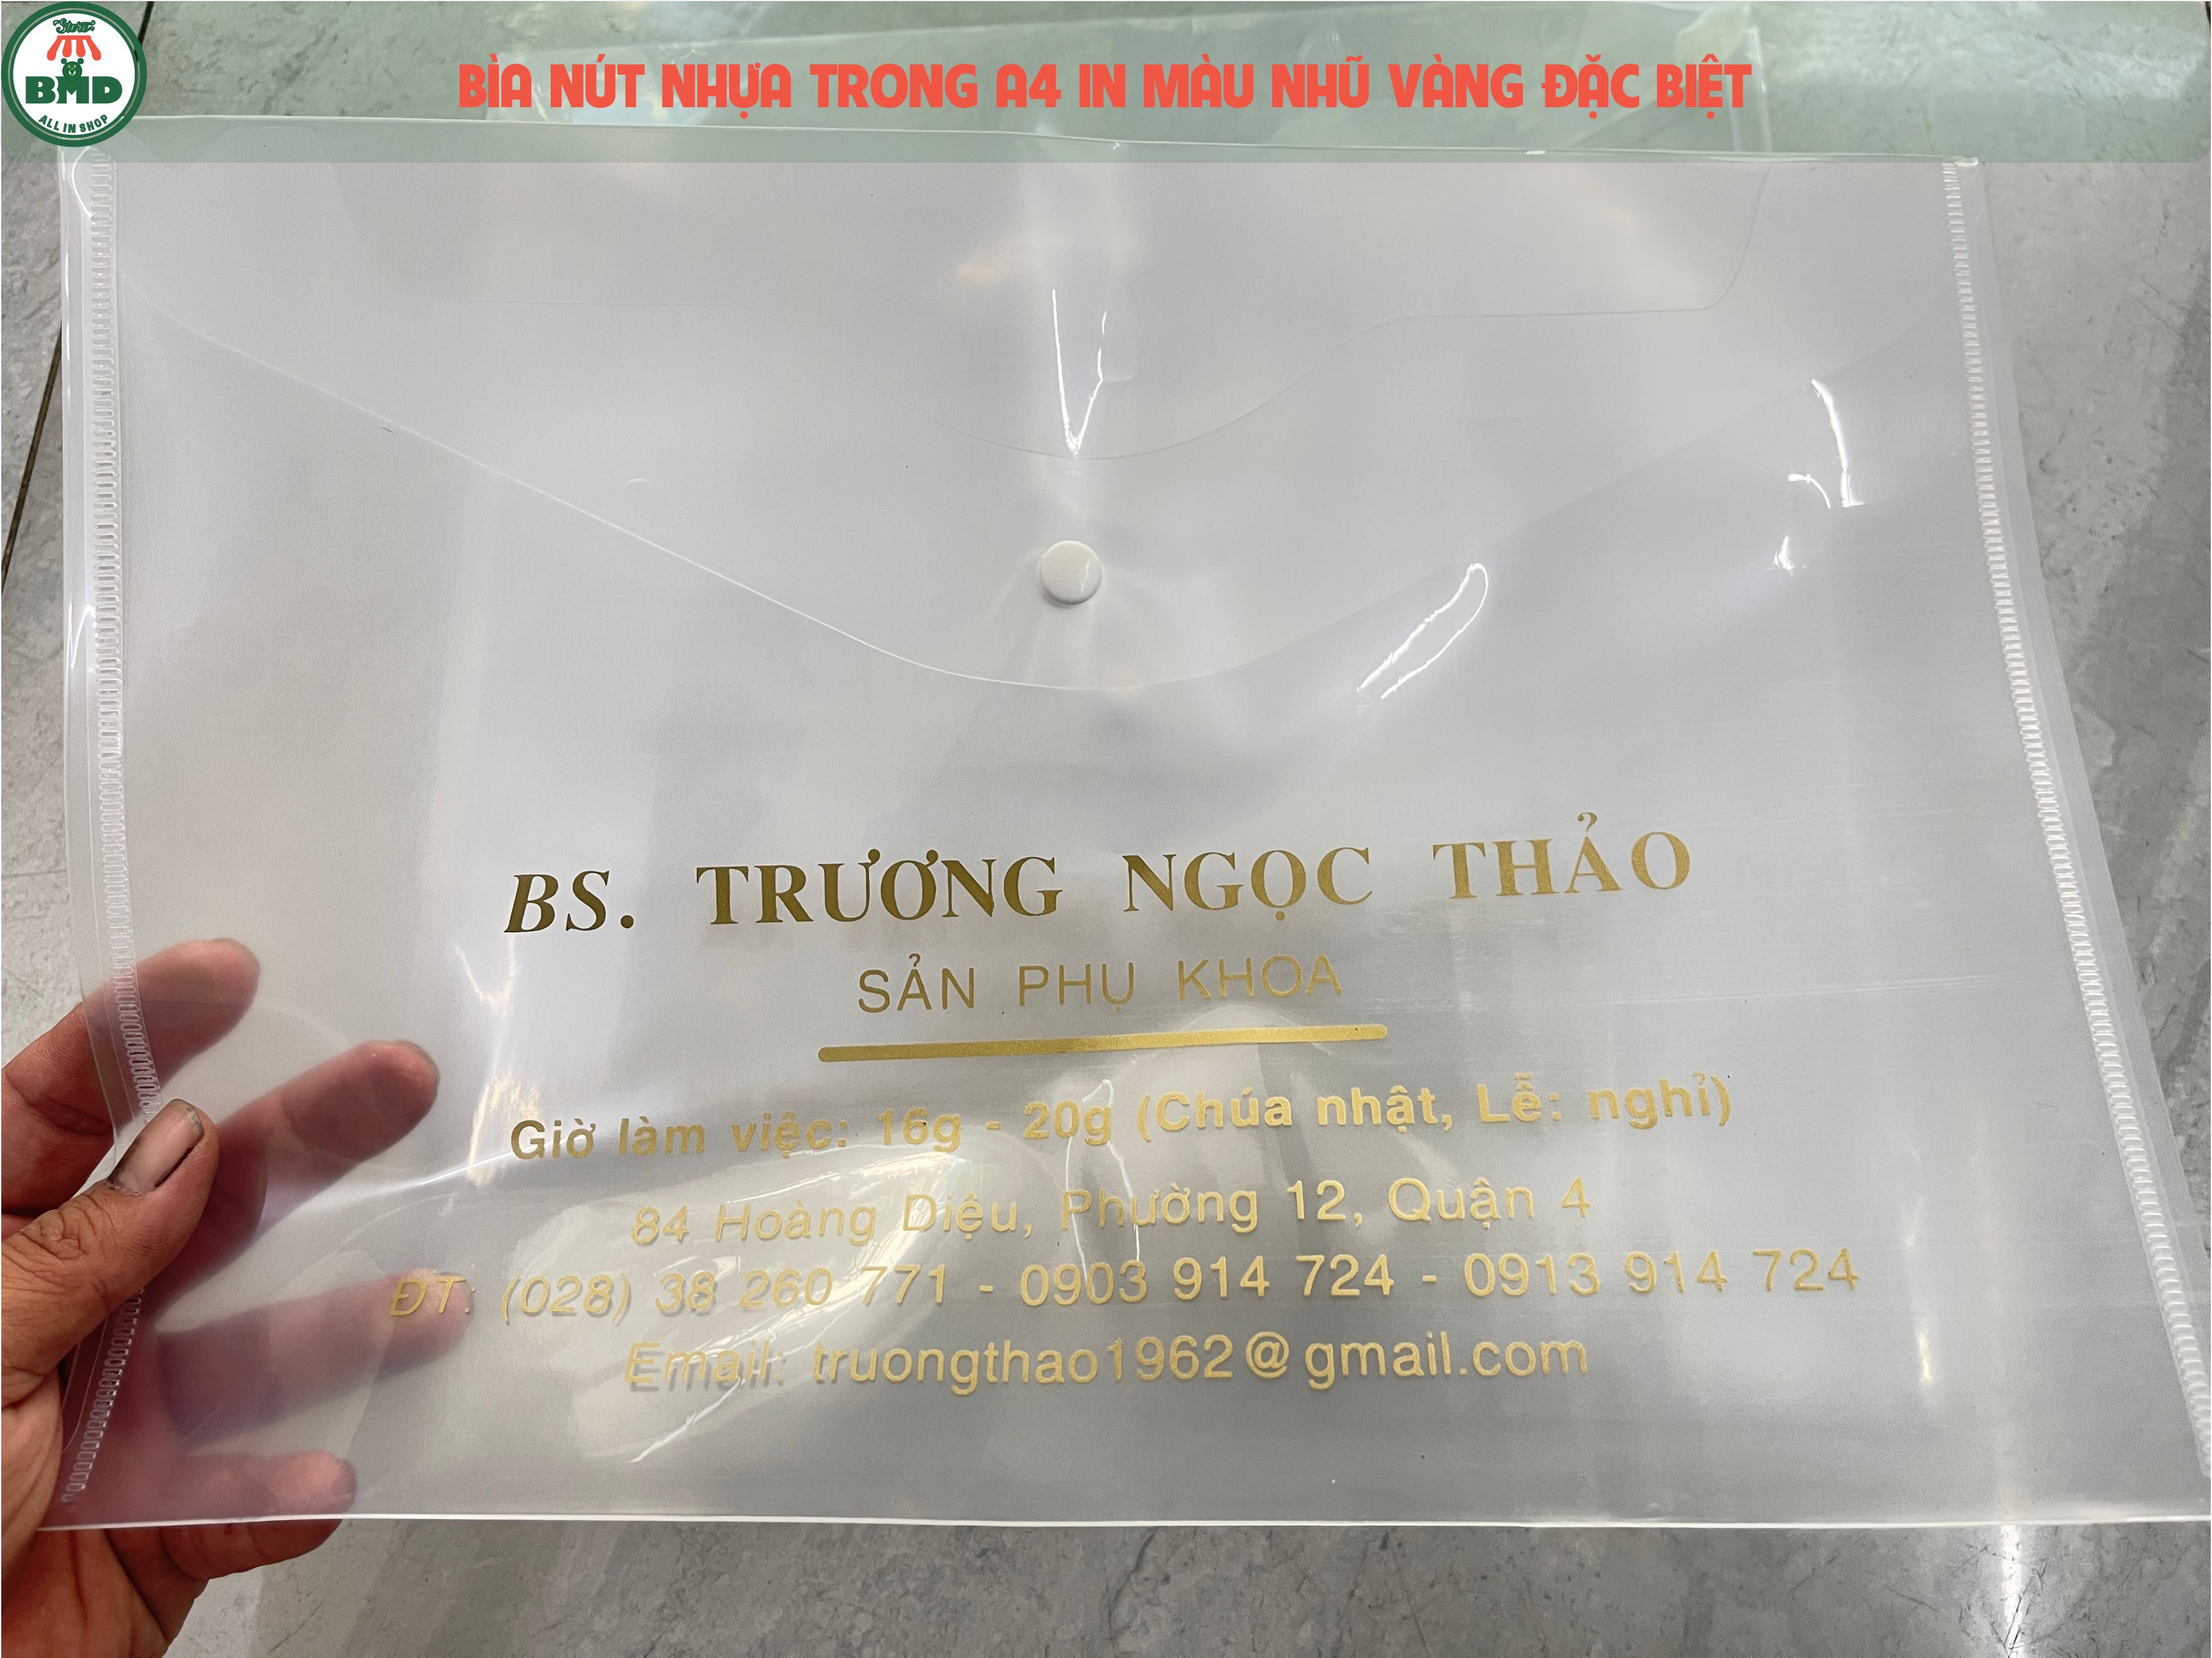 Store
BMD
ALL IN SHOP
BÌA NÚT NHỰA TRONG A4 IN MÀU NHŨ VÀNG ĐẶC BIỆT
BS. TRƯƠNG NGỌC THẢO
SẢN PHỤ KHOA
Giờ làm việc: 16g - 20g (Chúa nhật, Lễ: nghỉ)
84 Hoàng Diệu, Phường 12, Quận 4
ĐT: (028) 38 260 771 - 0903 914 724 - 0913 914 724
Email: truongthao1962@gmail.com